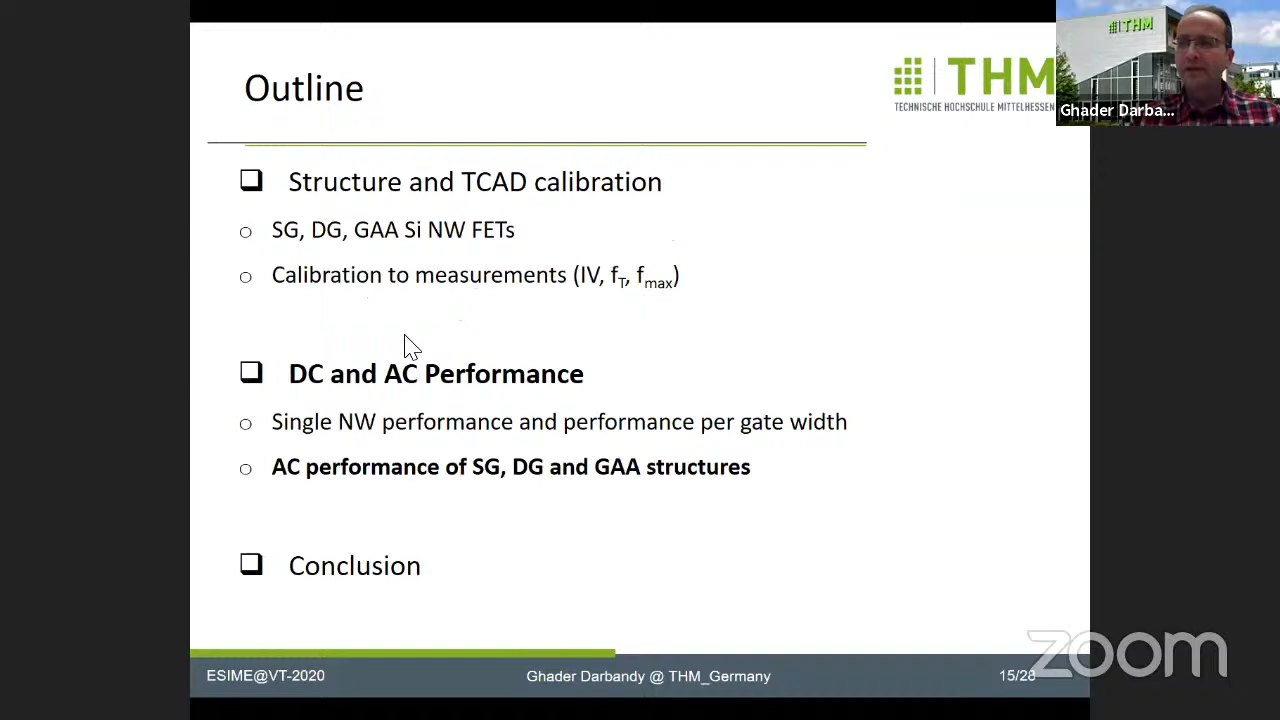 Outline
THM
TECHNISCHE HOCHSCHULE MITTELHESSEN
THM
Ghader Darba...
Structure and TCAD calibration
SG, DG, GAA Si NW FETs
Calibration to measurements (IV, fT, fmax)
DC and AC Performance
Single NW performance and performance per gate width
AC performance of SG, DG and GAA structures
Conclusion
zoom
ESIME@VT-2020
Ghader Darbandy @ THM_Germany
15/28